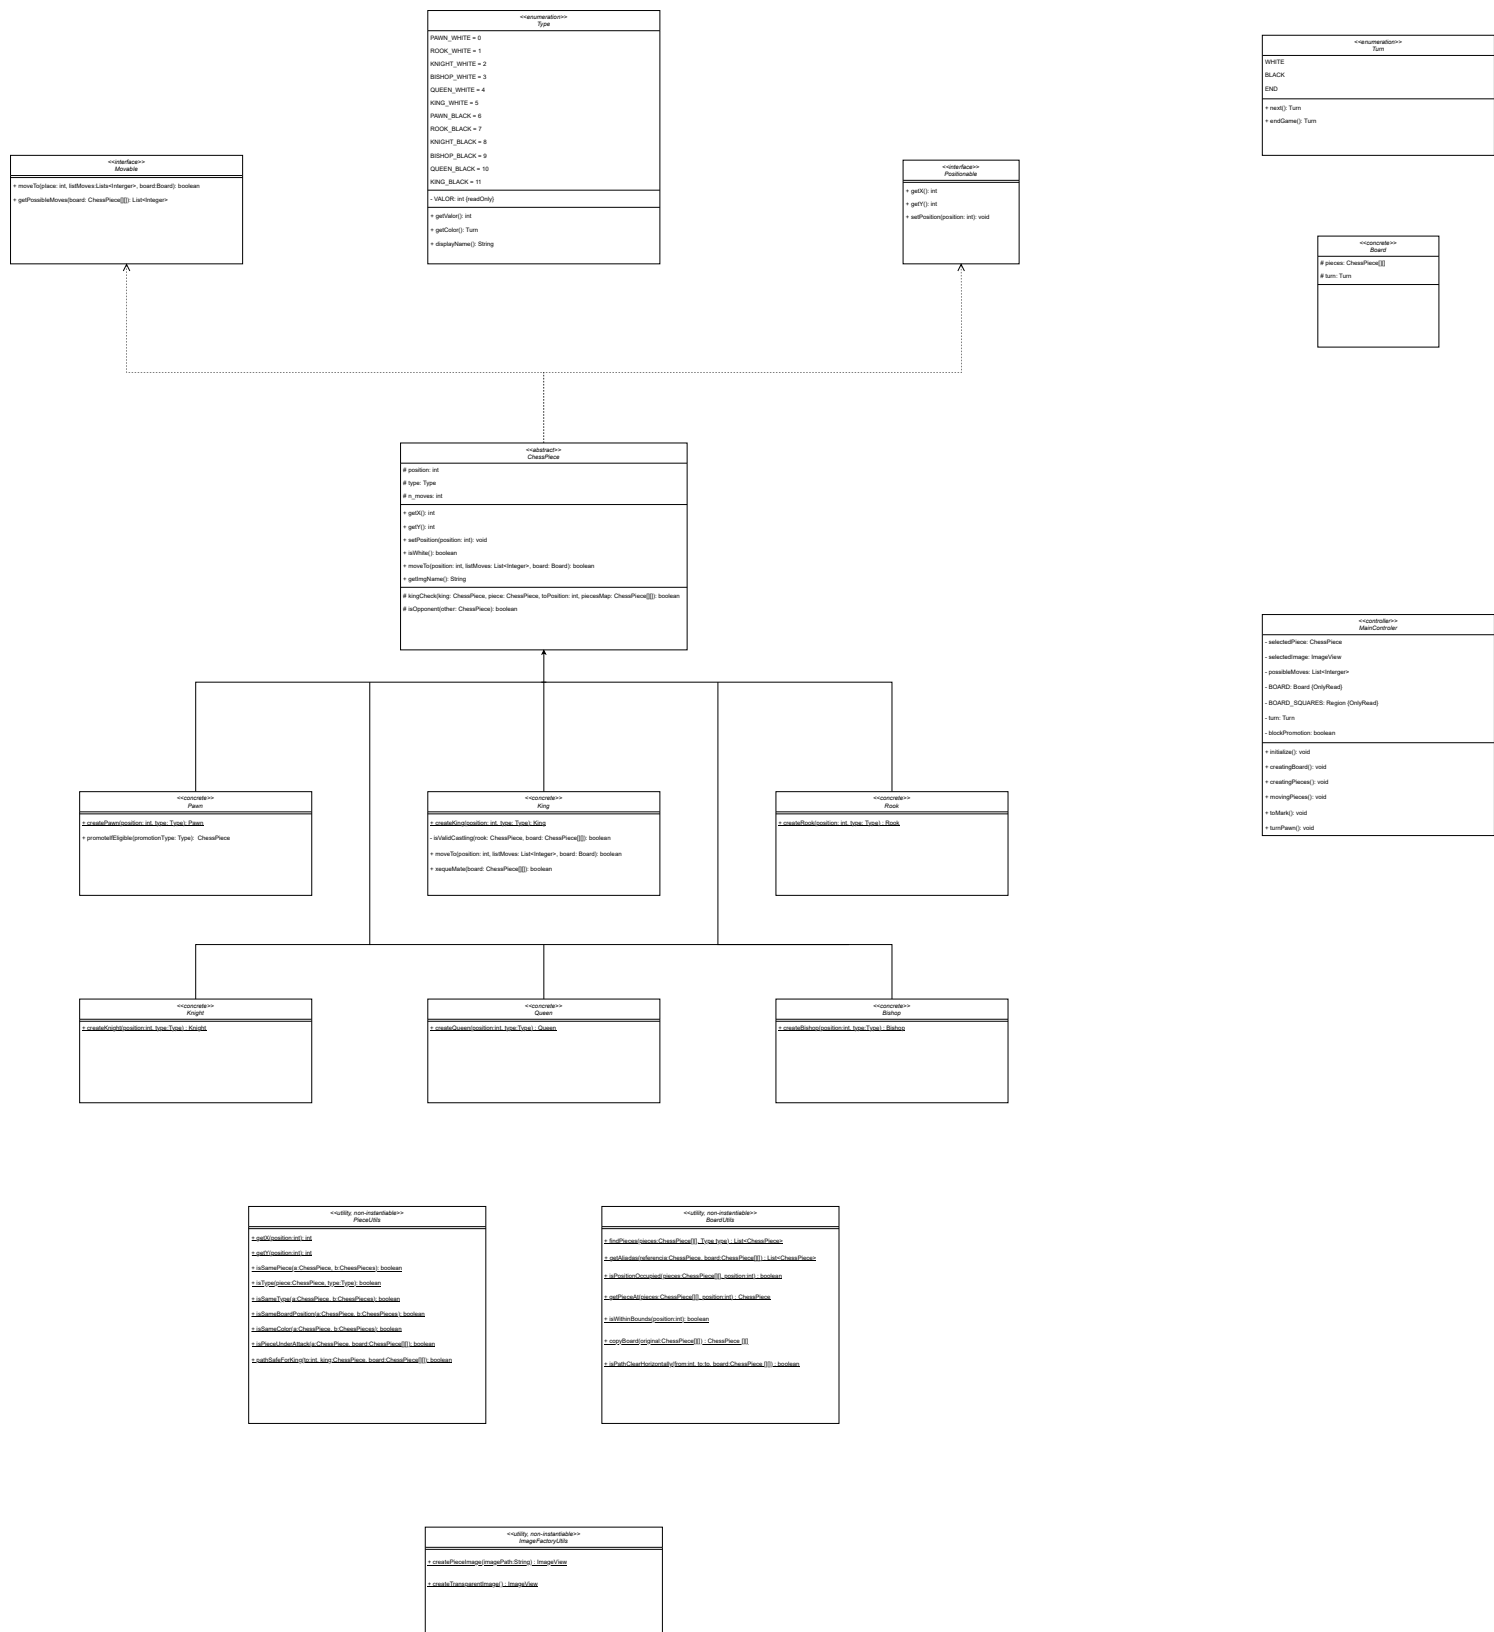 <<enumeration>>
Type
PAWN_WHITE = 0
ROOK_WHITE = 1
KNIGHT_WHITE = 2
BISHOP_WHITE = 3
QUEEN_WHITE = 4
KING_WHITE = 5
PAWN_BLACK = 6
ROOK_BLACK = 7
KNIGHT_BLACK = 8
BISHOP_BLACK = 9
QUEEN_BLACK = 10
KING_BLACK = 11
- VALOR: int {readOnly}
+ getValor(): int
+ getColor(): Turn
+ displayName(): String
<<enumeration>>
Turn
WHITE
BLACK
END
+ next(): Turn
+ endGame(): Turn
<<interface>>
Movable
+ moveTo(place: int, listMoves:Lists<Interger>, board:Board): boolean
+ getPossibleMoves(board: ChessPiece[][]): List<Integer>
<<interface>>
Positionable
+ getX(): int
+ getY(): int
+ setPosition(position: int): void
<<concrete>>
Board
# pieces: ChessPiece[][]
# turn: Turn
<<abstract>>
ChessPiece
# position: int
# type: Type
# n_moves: int
+ getX(): int
+ getY(): int
+ setPosition(position: int): void
+ isWhite(): boolean
+ moveTo(position: int, listMoves: List<Integer>, board: Board): boolean
+ getImgName(): String
# kingCheck(king: ChessPiece, piece: ChessPiece, toPosition: int, piecesMap: ChessPiece[][]): boolean
# isOpponent(other: ChessPiece): boolean
<<controller>>
MainControler
- selectedPiece: ChessPiece
- selectedImage: ImageView
- possibleMoves: List<Interger>
- BOARD: Board {OnlyRead}
- BOARD_SQUARES: Region {OnlyRead}
- turn: Turn
- blockPromotion: boolean
+ initialize(): void
+ creatingBoard(): void
+ creatingPieces(): void
+ movingPieces(): void
+ toMark(): void
+ turnPawn(): void
<<concrete>>
Pawn
+ createPawn(position: int, type: Type): Pawn
+ promoteIfEligible(promotionType: Type): ChessPiece
<<concrete>>
King
+ createKing(position: int, type: Type): King
- isValidCastling(rook: ChessPiece, board: ChessPiece[][]): boolean
+ moveTo(position: int, listMoves: List<Integer>, board: Board): boolean
+ xequeMate(board: ChessPiece[][]): boolean
<<concrete>>
Rook
+ createRook(position: int, type: Type) : Rook
<<concrete>>
Knight
+ createKnight(position:int, type:Type) : Knight
<<concrete>>
Queen
+ createQueen(position:int, type:Type) : Queen
<<concrete>>
Bishop
+ createBishop(position:int, type:Type) : Bishop
<<utility, non-instantiable>>
PieceUtils
+ getX(position:int): int
+ getY(position:int): int
+ isSamePiece(a:ChessPiece, b:ChessPieces): boolean
+ isType(piece:ChessPiece, type:Type): boolean
+ isSameType(a:ChessPiece, b:ChessPieces): boolean
+ isSameBoardPosition(a:ChessPiece, b:ChessPieces): boolean
+ isSameColor(a:ChessPiece, b:ChessPieces): boolean
+ isPieceUnderAttack(a:ChessPiece, board:ChessPiece[][]): boolean
+ pathSafeForKing(to:int, king:ChessPiece, board:ChessPiece[][]): boolean
<<utility, non-instantiable>>
BoardUtils
+ findPieces(pieces:ChessPiece[][], Type type) : List<ChessPiece>
+ getAliadas(referencia:ChessPiece, board:ChessPiece[][]) : List<ChessPiece>
+ isPositionOccupied(pieces:ChessPiece[][], position:int) : boolean
+ getPieceAt(pieces:ChessPiece[][], position:int) : ChessPiece
+ isWithinBounds(position:int): boolean
+ copyBoard(original:ChessPiece[][]) : ChessPiece [][]
+ isPathClearHorizontally(from:int, to:to, board:ChessPiece [][]) : boolean
<<utility, non-instantiable>>
ImageFactoryUtils
+ createPieceImage(imagePath:String) : ImageView
+ createTransparentImage() : ImageView